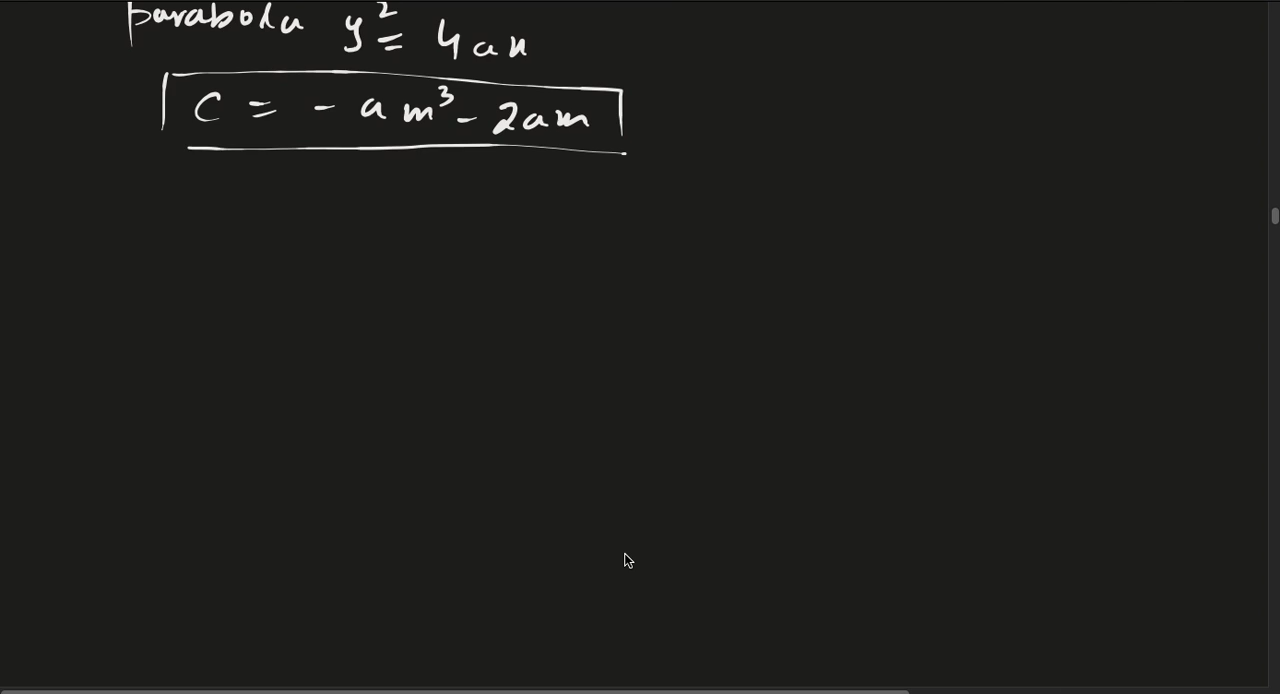 parabola y² = 4ax
C = - am³ - 2am